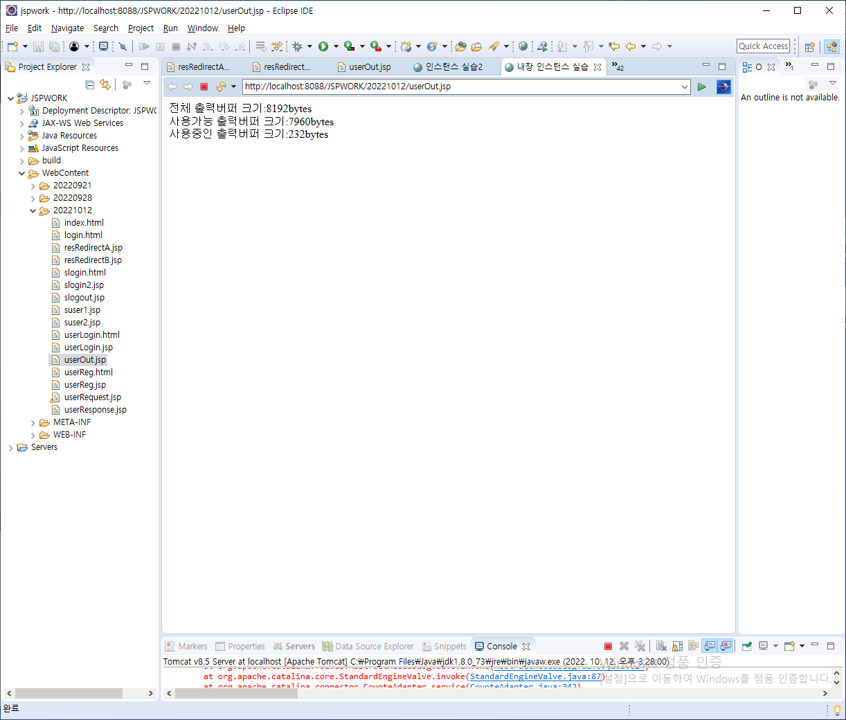 jspwork - http://localhost:8088/JSPWORK/20221012/userOut.jsp - Eclipse IDE
File Edit Navigate Search Project Run Window Help
Quick Access
Project Explorer
resRedirectA...
resRedirect...
userOut.jsp
인스턴스 실습2
내장 인스턴스 실습
»42
O
»1
http://localhost:8088/JSPWORK/20221012/userOut.jsp
An outline is not available.
전체 출력버퍼 크기:8192bytes
사용가능 출력버퍼 크기:7960bytes
사용중인 출력버퍼 크기:232bytes
JSPWORK
Deployment Descriptor: JSPWO
JAX-WS Web Services
Java Resources
JavaScript Resources
build
WebContent
20220921
20220928
20221012
index.html
login.html
resRedirectA.jsp
resRedirectB.jsp
slogin.html
slogin2.jsp
slogout.jsp
suser1.jsp
suser2.jsp
userLogin.html
userLogin.jsp
userOut.jsp
userReg.html
userReg.jsp
userRequest.jsp
userResponse.jsp
META-INF
WEB-INF
Servers
Markers Properties Servers Data Source Explorer Snippets Console
Tomcat v8.5 Server at localhost [Apache Tomcat] C:₩Program Files₩Java₩jdk1.8.0_73₩jre₩bin₩javaw.exe (2022. 10. 12. 오후 3:28:00)
정품 인증
at org.apache.catalina.core.StandardEngineValve.invoke(StandardEngineValve.java:87)
[설정]으로 이동하여 Windows를 정품 인증합니다.
at org.apache.catalina.connector.CoyoteAdapter.service(CoyoteAdapter.java:342)
완료